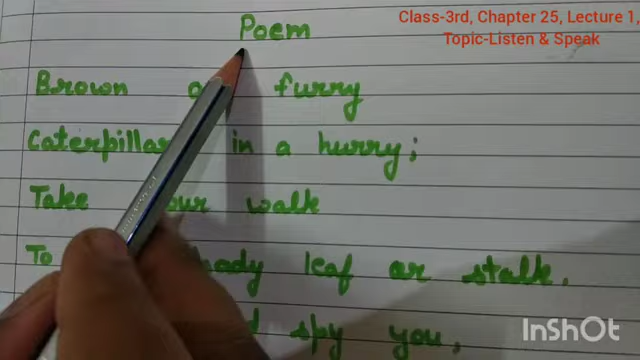 Poem
Class-3rd, Chapter 25, Lecture 1,
Topic-Listen & Speak
Brown furry
Caterpillar in a hurry;
Take walk
To leaf or stalk,
spy you,
InShOt